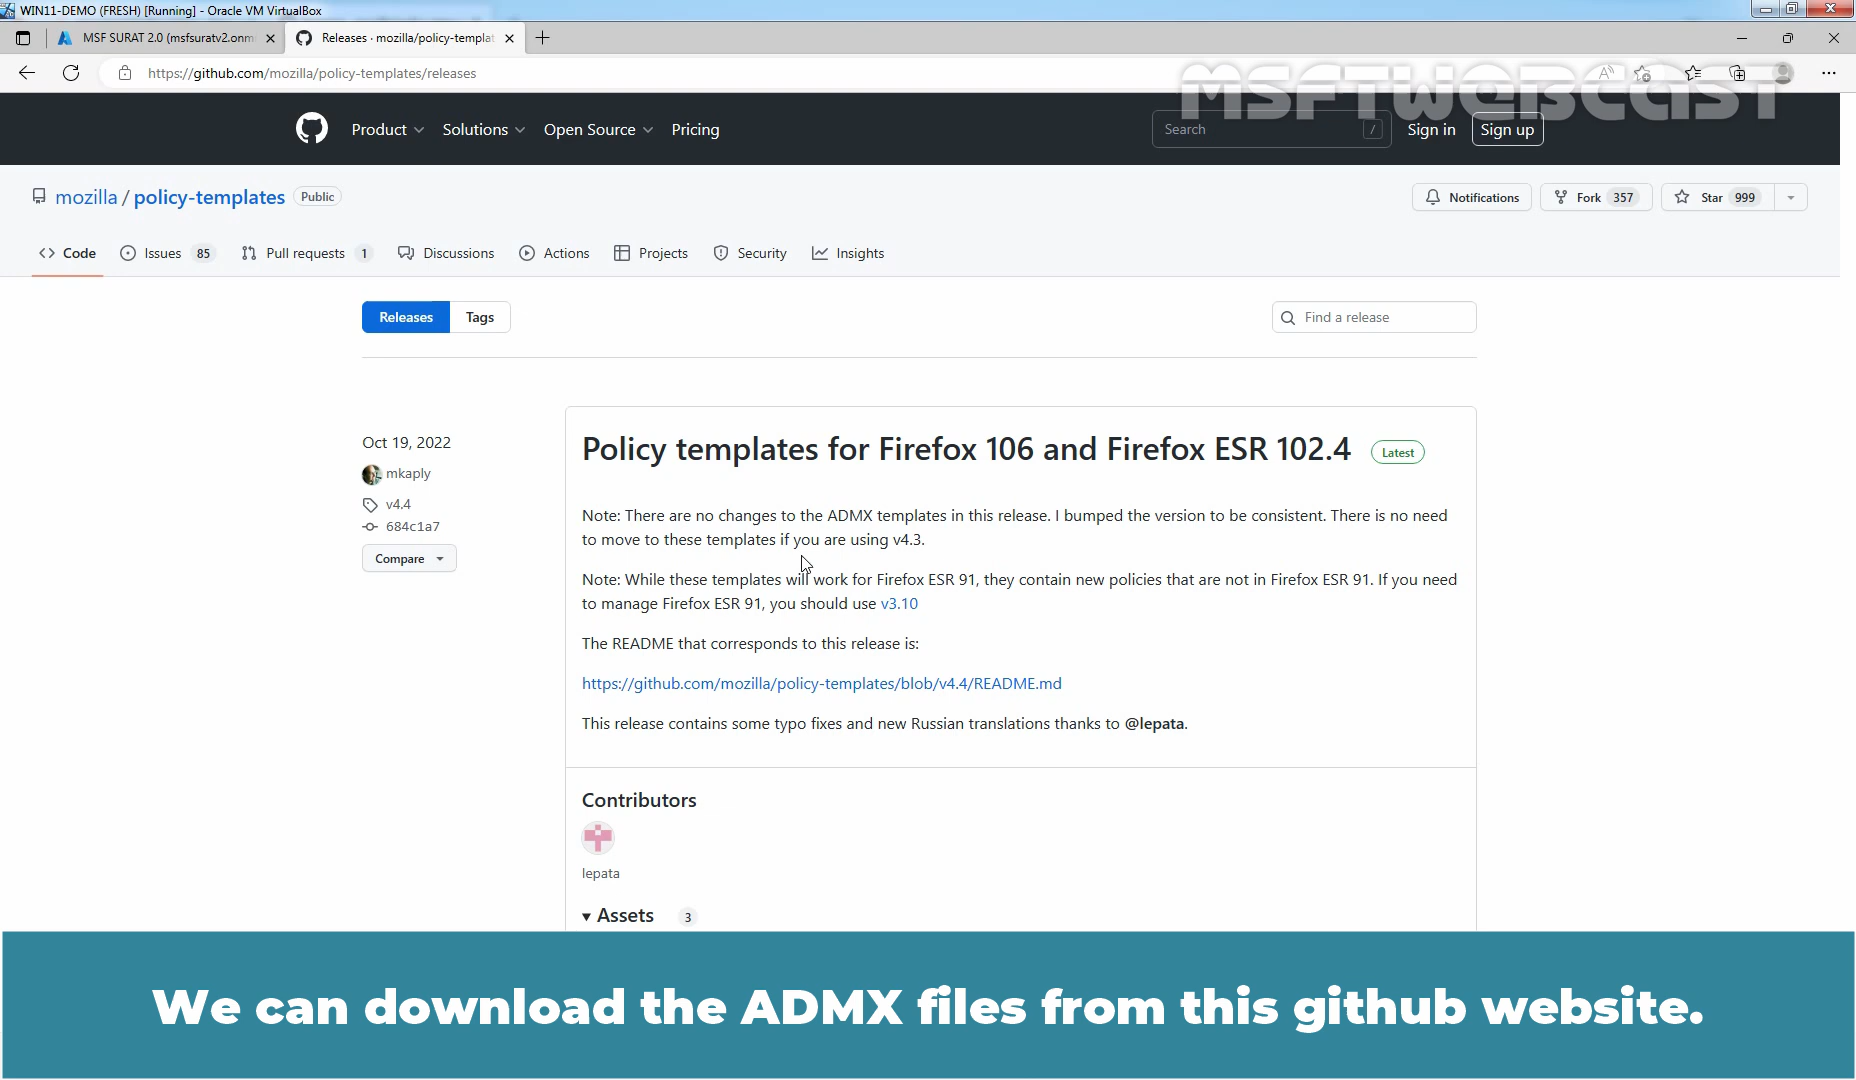 WIN11-DEMO (FRESH) [Running] - Oracle VM VirtualBox
MSF SURAT 2.0 (msfsuratv2.onm
Releases · mozilla/policy-templat
https://github.com/mozilla/policy-templates/releases
MSFTWEBCAST
Product
Solutions
Open Source
Pricing
Search
/
Sign in
Sign up
mozilla / policy-templates
Public
Notifications
Fork 357
Star 999
Code
Issues 85
Pull requests 1
Discussions
Actions
Projects
Security
Insights
Releases
Tags
Find a release
Oct 19, 2022
mkaply
v4.4
684c1a7
Compare
Policy templates for Firefox 106 and Firefox ESR 102.4
Latest
Note: There are no changes to the ADMX templates in this release. I bumped the version to be consistent. There is no need
to move to these templates if you are using v4.3.
Note: While these templates will work for Firefox ESR 91, they contain new policies that are not in Firefox ESR 91. If you need
to manage Firefox ESR 91, you should use v3.10
The README that corresponds to this release is:
https://github.com/mozilla/policy-templates/blob/v4.4/README.md
This release contains some typo fixes and new Russian translations thanks to @lepata.
Contributors
lepata
Assets 3
We can download the ADMX files from this github website.